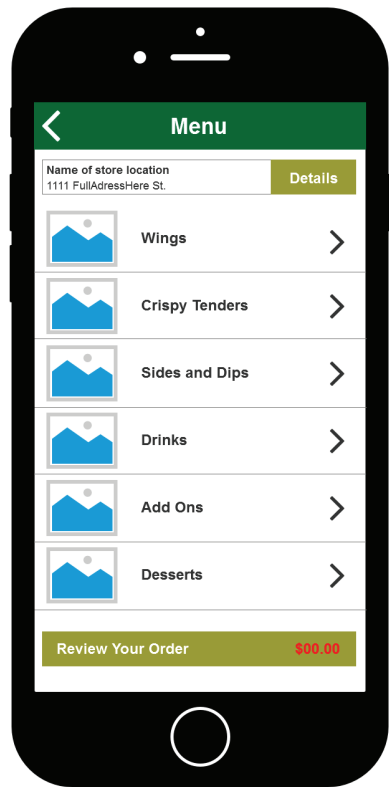 Menu
Name of store location
1111 FullAdressHere St.
Details
Wings
Crispy Tenders
Sides and Dips
Drinks
Add Ons
Desserts
Review Your Order $00.00